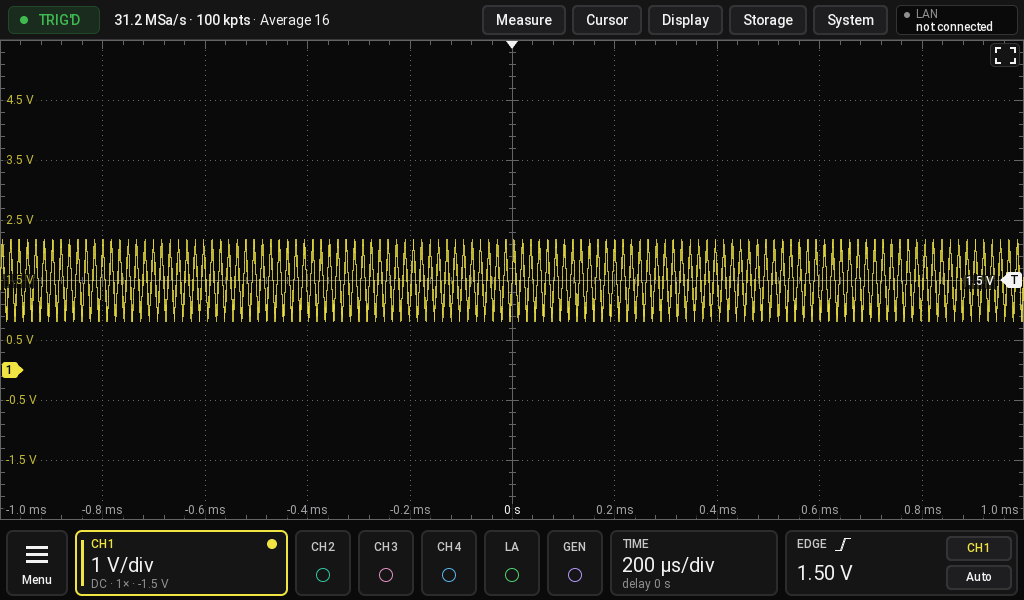 TRIG'D
31.2 MSa/s · 100 kpts · Average 16
Measure
Cursor
Display
Storage
System
LAN
not connected
4.5 V
3.5 V
2.5 V
1.5 V
1.5 V
T
0.5 V
1
-0.5 V
-1.5 V
-1.0 ms
-0.8 ms
-0.6 ms
-0.4 ms
-0.2 ms
0 s
0.2 ms
0.4 ms
0.6 ms
0.8 ms
1.0 ms
Menu
CH1
1 V/div
DC · 1× · -1.5 V
CH2
CH3
CH4
LA
GEN
TIME
200 µs/div
delay 0 s
EDGE
1.50 V
CH1
Auto